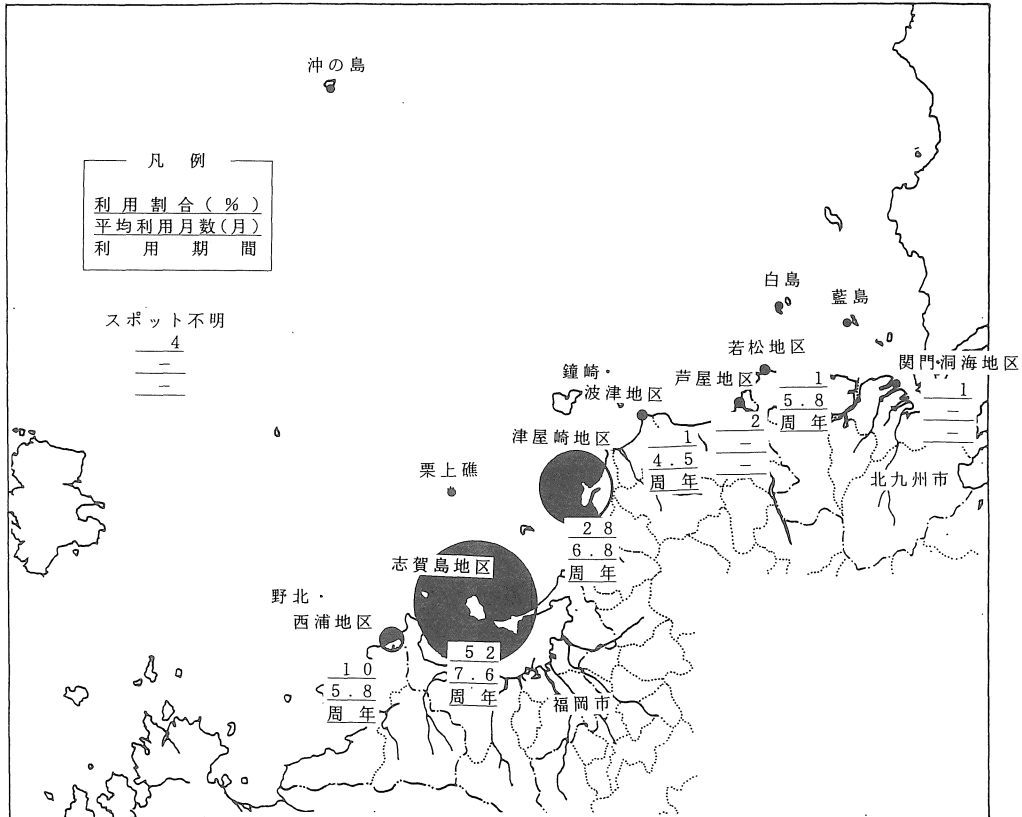 沖の島
凡例
利用割合(%)
平均利用月数(月)
利用期間
スポット不明
4
－
－
白島
藍島
若松地区
1
5.8
周年
関門・洞海地区
1
－
－
芦屋地区
2
－
－
鐘崎・
波津地区
1
4.5
周年
津屋崎地区
28
6.8
周年
北九州市
栗上礁
志賀島地区
52
7.6
周年
野北・
西浦地区
10
5.8
周年
福岡市